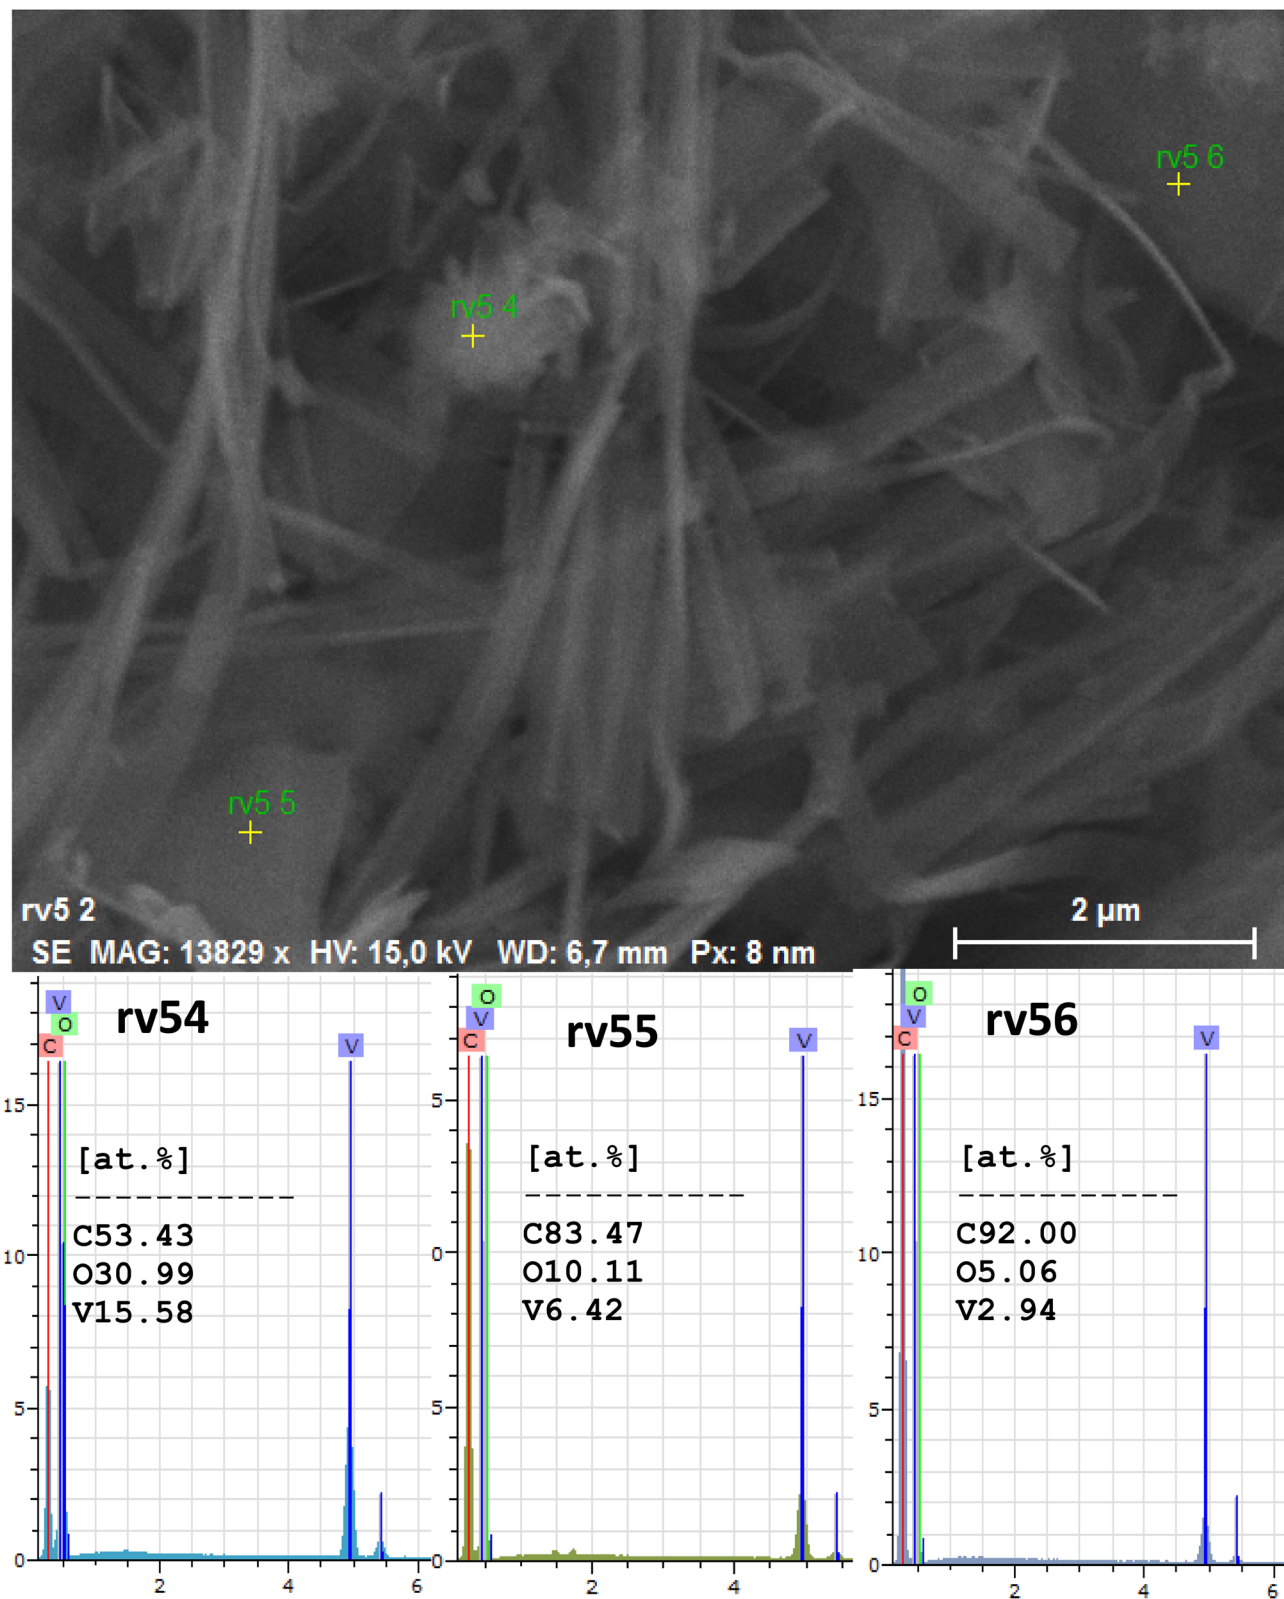 rv5 6
rv5 4
rv5 5
rv5 2
2 µm
SE MAG: 13829 x HV: 15,0 kV WD: 6,7 mm Px: 8 nm
V
O
C
rv54
V
15
10
5
0
[at.%]
------------
C53.43
O30.99
V15.58
2
4
6
O
V
C
rv55
V
5
0
5
0
[at.%]
------------
C83.47
O10.11
V6.42
2
4
O
V
C
rv56
V
15
10
5
0
[at.%]
------------
C92.00
O5.06
V2.94
2
4
6